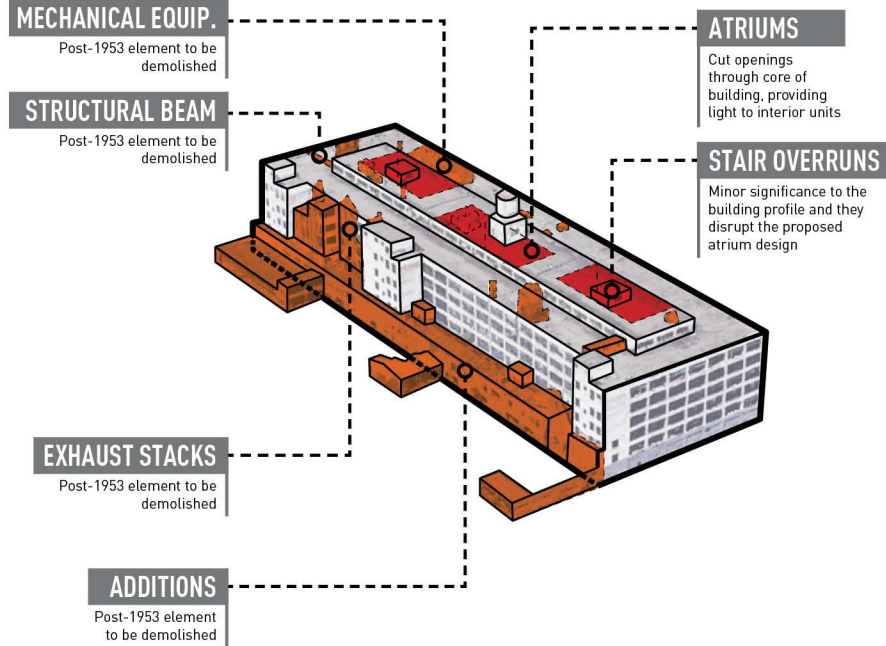 MECHANICAL EQUIP.
Post-1953 element to be
demolished
STRUCTURAL BEAM
Post-1953 element to be
demolished
ATRIUMS
Cut openings
through core of
building, providing
light to interior units
STAIR OVERRUNS
Minor significance to the
building profile and they
disrupt the proposed
atrium design
EXHAUST STACKS
Post-1953 element to be
demolished
ADDITIONS
Post-1953 element
to be demolished